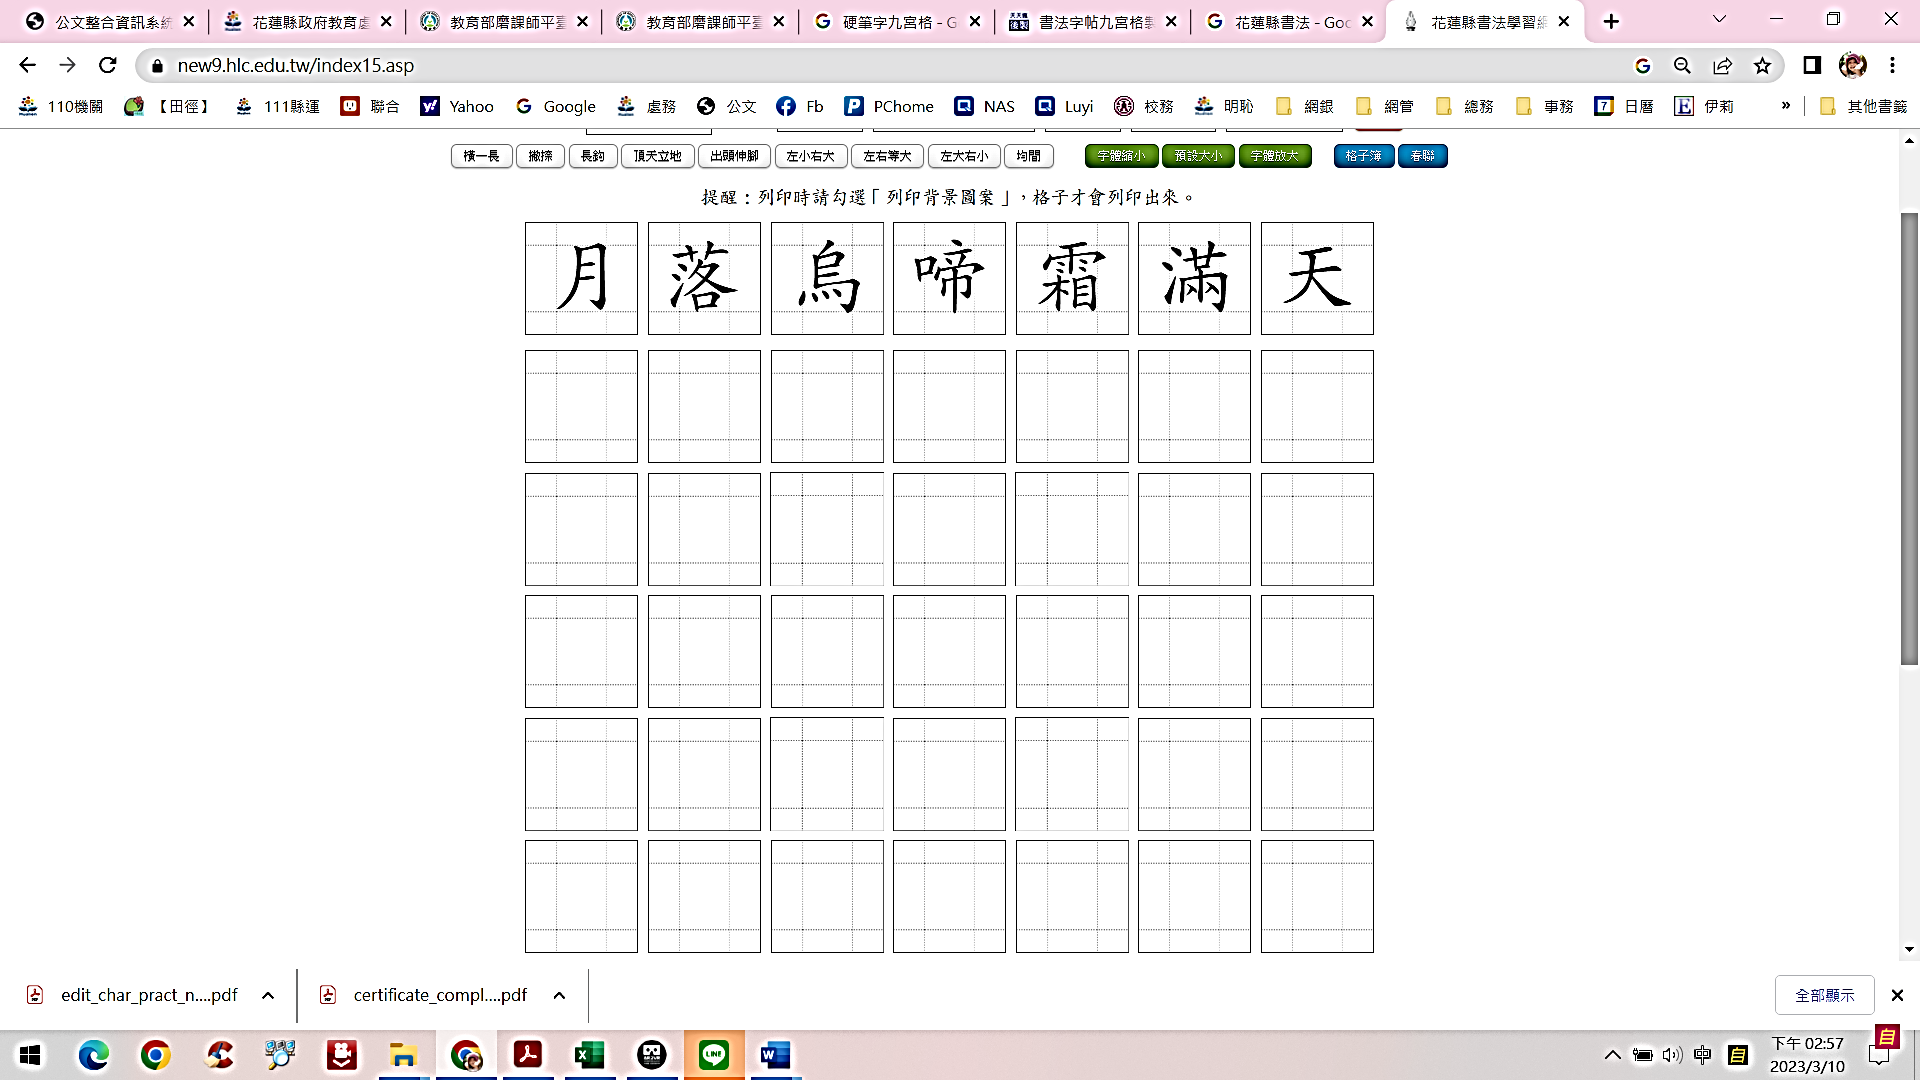 公文整合資訊系統
花蓮縣政府教育處
教育部磨課師平臺
教育部磨課師平臺
硬筆字九宮格 - G
書法字帖九宮格製
花蓮縣書法 - Goo
花蓮縣書法學習網
new9.hlc.edu.tw/index15.asp
110機關 【田徑】 111縣運 聯合 Yahoo Google 處務 公文 Fb PChome NAS Luyi 校務 明恥 網銀 網管 總務 事務 日曆 伊莉 » 其他書籤
橫一長 撇捺 長鉤 頂天立地 出頭伸腳 左小右大 左右等大 左大右小 均間 字體縮小 預設大小 字體放大 格子簿 春聯
提醒：列印時請勾選「列印背景圖案」，格子才會列印出來。
月落烏啼霜滿天
edit_char_pract_n....pdf
certificate_compl....pdf
全部顯示
中 自 下午 02:57
2023/3/10
自